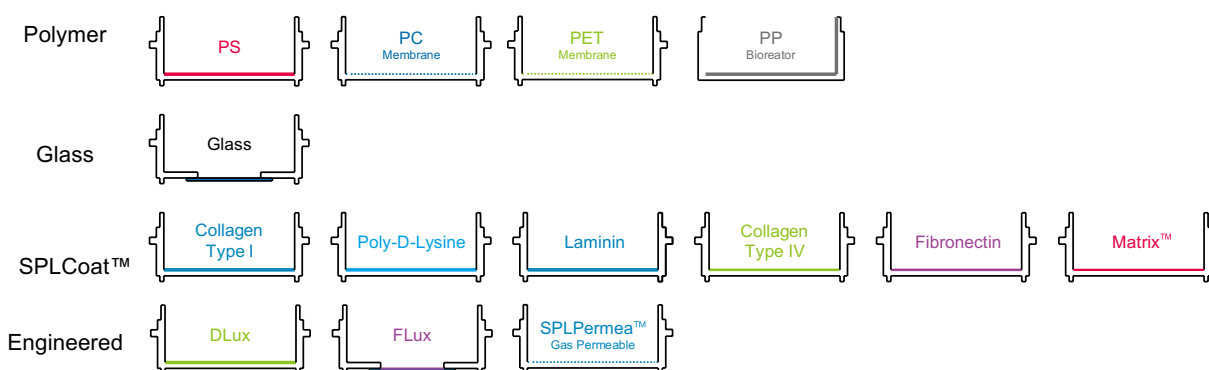 Polymer
PS
PC
Membrane
PET
Membrane
PP
Bioreator
Glass
Glass
SPLCoat™
Collagen
Type I
Poly-D-Lysine
Laminin
Collagen
Type IV
Fibronectin
Matrix™
Engineered
DLux
FLux
SPLPermea™
Gas Permeable